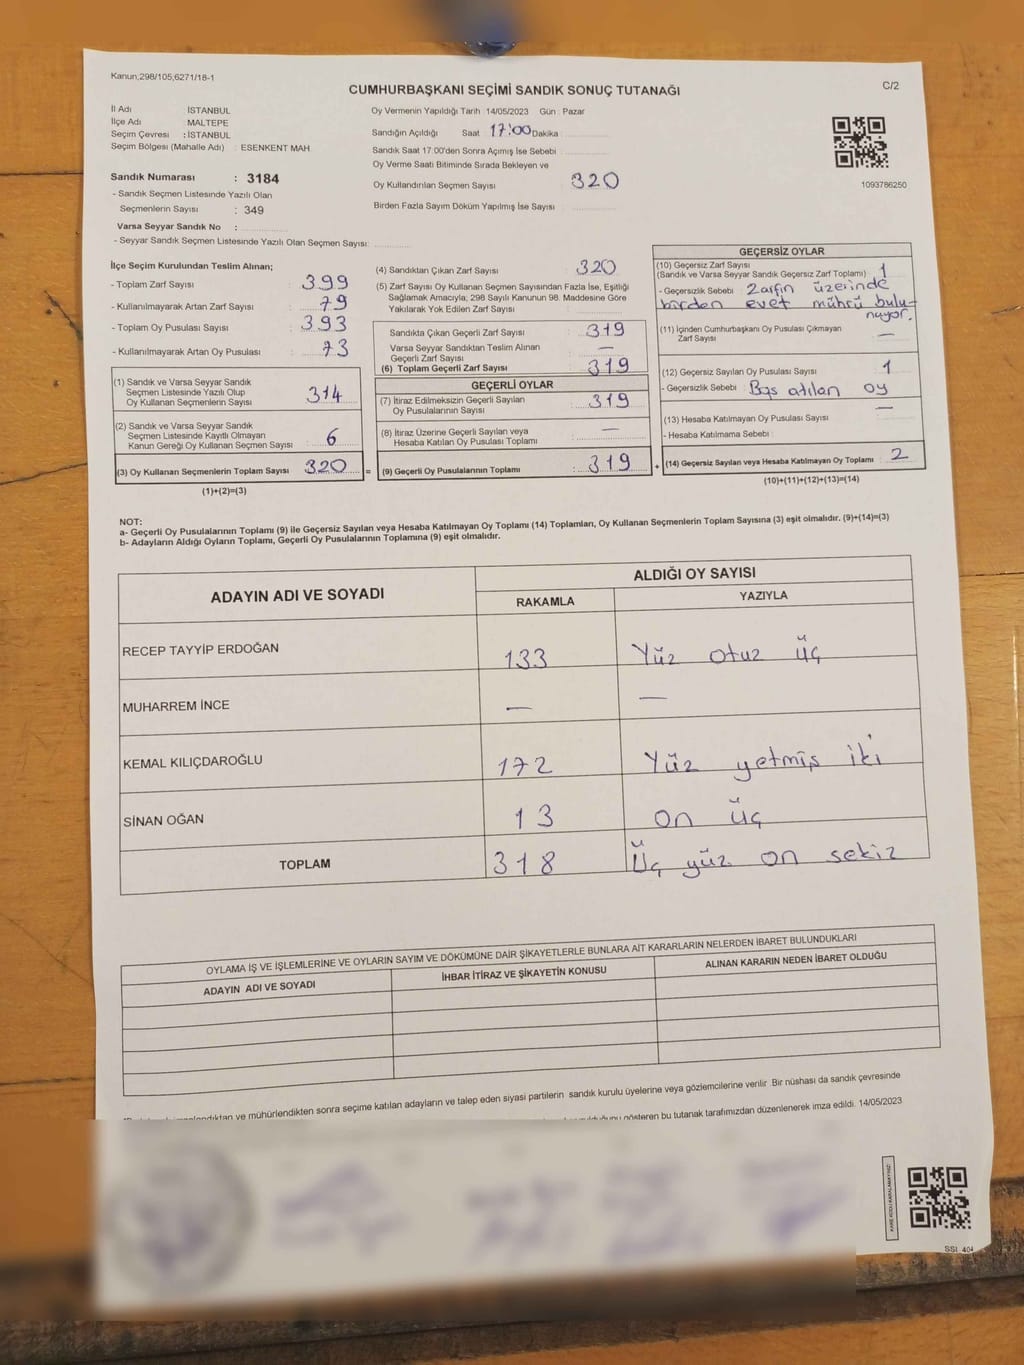 Kanun,298/105,6271/18-1
C/2
CUMHURBAŞKANI SEÇİMİ SANDIK SONUÇ TUTANAĞI
İl Adı İSTANBUL
İlçe Adı MALTEPE
Seçim Çevresi : İSTANBUL
Seçim Bölgesi (Mahalle Adı) : ESENKENT MAH
Sandık Numarası : 3184
- Sandık Seçmen Listesinde Yazılı Olan
Seçmenlerin Sayısı : 349
Varsa Seyyar Sandık No :
- Seyyar Sandık Seçmen Listesinde Yazılı Olan Seçmen Sayısı:
Oy Vermenin Yapıldığı Tarih : 14/05/2023 Gün : Pazar
Sandığın Açıldığı Saat 17:00 Dakika
Sandık Saat 17:00'den Sonra Açımış İse Sebebi
Oy Verme Saati Bitiminde Sırada Bekleyen ve
Oy Kullandırılan Seçmen Sayısı 320
Birden Fazla Sayım Döküm Yapılmış İse Sayısı
1093786250
İlçe Seçim Kurulundan Teslim Alınan;
- Toplam Zarf Sayısı : 399
- Kullanılmayarak Artan Zarf Sayısı : 79
- Toplam Oy Pusulası Sayısı : 393
- Kullanılmayarak Artan Oy Pusulası : 73
(1) Sandık ve Varsa Seyyar Sandık
Seçmen Listesinde Yazılı Olup
Oy Kullanan Seçmenlerin Sayısı : 314
(2) Sandık ve Varsa Seyyar Sandık
Seçmen Listesinde Kayıtlı Olmayan
Kanun Gereği Oy Kullanan Seçmen Sayısı : 6
(3) Oy Kullanan Seçmenlerin Toplam Sayısı : 320
(1)+(2)=(3)
(4) Sandıktan Çıkan Zarf Sayısı : 320
(5) Zarf Sayısı Oy Kullanan Seçmen Sayısından Fazla İse, Eşitliği
Sağlamak Amacıyla; 298 Sayılı Kanunun 98. Maddesine Göre
Yakılarak Yok Edilen Zarf Sayısı :
Sandıkta Çıkan Geçerli Zarf Sayısı : 319
Varsa Seyyar Sandıktan Teslim Alınan
Geçerli Zarf Sayısı : —
(6) Toplam Geçerli Zarf Sayısı : 319
GEÇERLİ OYLAR
(7) İtiraz Edilmeksizin Geçerli Sayılan
Oy Pusulalarının Sayısı : 319
(8) İtiraz Üzerine Geçerli Sayılan veya
Hesaba Katılan Oy Pusulası Toplamı : —
= (9) Geçerli Oy Pusulalarının Toplamı : 319
GEÇERSİZ OYLAR
(10) Geçersiz Zarf Sayısı
(Sandık ve Varsa Seyyar Sandık Geçersiz Zarf Toplamı) : 1
- Geçersizlik Sebebi : Zarfın üzerinde
birden evet mührü bulu-
nuyor.
(11) İçinden Cumhurbaşkanı Oy Pusulası Çıkmayan
Zarf Sayısı : —
(12) Geçersiz Sayılan Oy Pusulası Sayısı : 1
- Geçersizlik Sebebi : Boş atılan oy
(13) Hesaba Katılmayan Oy Pusulası Sayısı : —
- Hesaba Katılmama Sebebi :
+ (14) Geçersiz Sayılan veya Hesaba Katılmayan Oy Toplamı : 2
(10)+(11)+(12)+(13)=(14)
NOT:
a- Geçerli Oy Pusulalarının Toplamı (9) ile Geçersiz Sayılan veya Hesaba Katılmayan Oy Toplamı (14) Toplamları, Oy Kullanan Seçmenlerin Toplam Sayısına (3) eşit olmalıdır. (9)+(14)=(3)
b- Adayların Aldığı Oyların Toplamı, Geçerli Oy Pusulalarının Toplamına (9) eşit olmalıdır.
ADAYIN ADI VE SOYADI ALDIĞI OY SAYISI
RAKAMLA YAZIYLA
RECEP TAYYİP ERDOĞAN 133 Yüz otuz üç
MUHARREM İNCE — —
KEMAL KILIÇDAROĞLU 172 Yüz yetmiş iki
SİNAN OĞAN 13 on üç
TOPLAM 318 Üç yüz on sekiz
OYLAMA İŞ VE İŞLEMLERİNE VE OYLARIN SAYIM VE DÖKÜMÜNE DAİR ŞİKAYETLERLE BUNLARA AİT KARARLARIN NELERDEN İBARET BULUNDUKLARI
ADAYIN ADI VE SOYADI İHBAR İTİRAZ VE ŞİKAYETİN KONUSU ALINAN KARARIN NEDEN İBARET OLDUĞU
ve mühürlendikten sonra seçime katılan adayların ve talep eden siyasi partilerin sandık kurulu üyelerine veya gözlemcilerine verilir. Bir nüshası da sandık çevresinde
gösteren bu tutanak tarafımızdan düzenlenerek imza edildi. 14/05/2023
KARE KODU KARALAMAYINIZ!
SSI 404